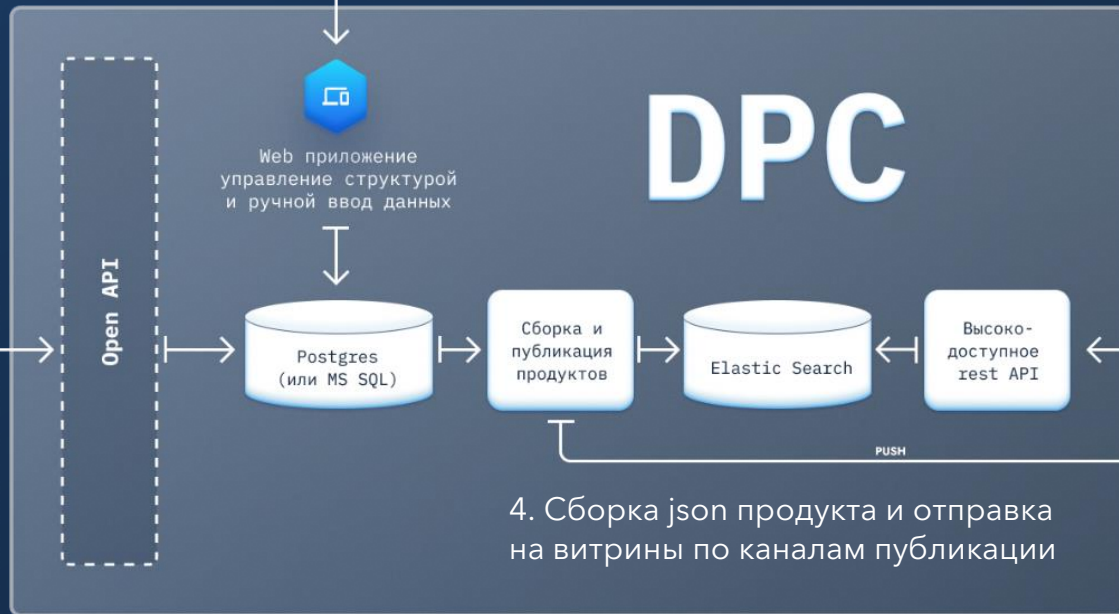 DPC
Web приложение
управление структурой
и ручной ввод данных
Open API
Postgres
(или MS SQL)
Сборка и
публикация
продуктов
Elastic Search
Высоко-
доступное
rest API
PUSH
4. Сборка json продукта и отправка
на витрины по каналам публикации